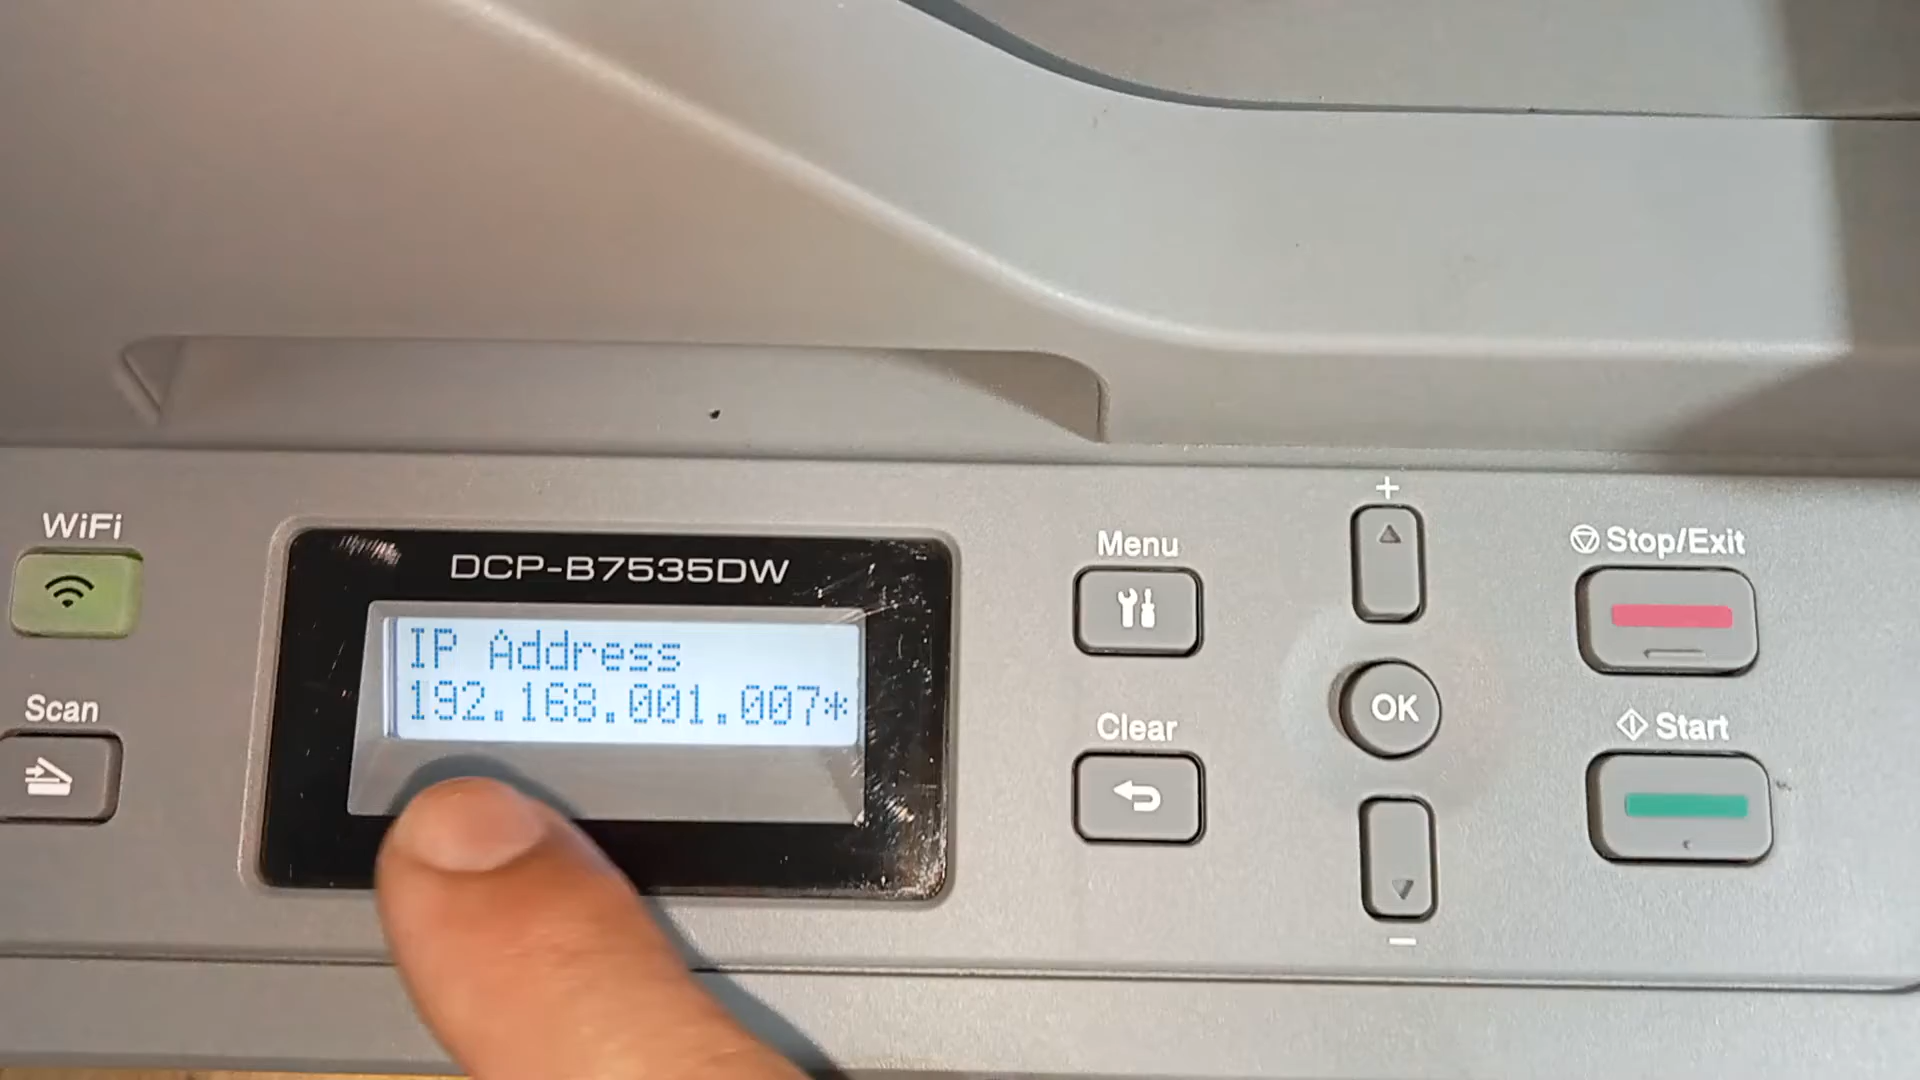 WiFi
Scan
DCP-B7535DW
IP Address
192.168.001.007*
Menu
Clear
+
OK
−
Stop/Exit
Start